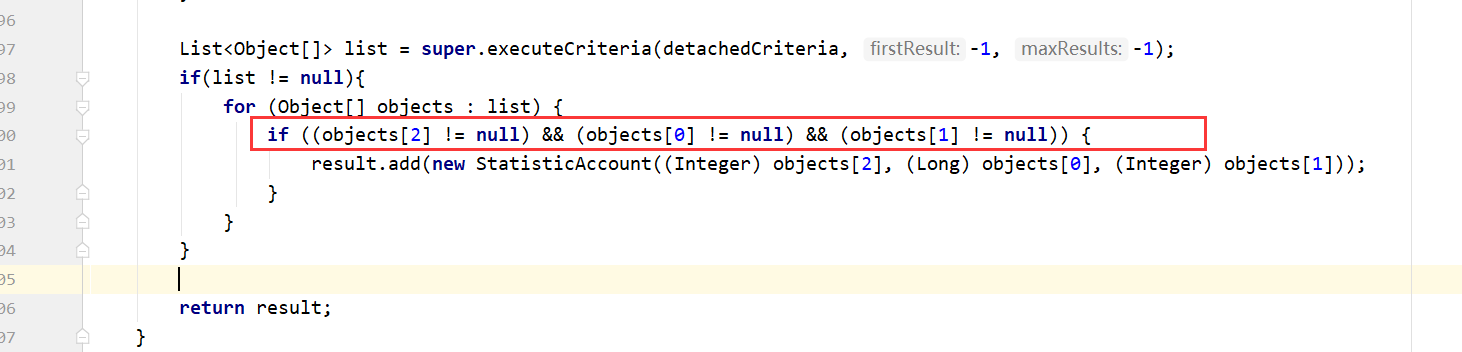 96
97 List<Object[]> list = super.executeCriteria(detachedCriteria, firstResult: -1, maxResults: -1);
98 if(list != null){
99 for (Object[] objects : list) {
00 if ((objects[2] != null) && (objects[0] != null) && (objects[1] != null)) {
01 result.add(new StatisticAccount((Integer) objects[2], (Long) objects[0], (Integer) objects[1]));
02 }
03 }
04 }
05
06 return result;
07 }